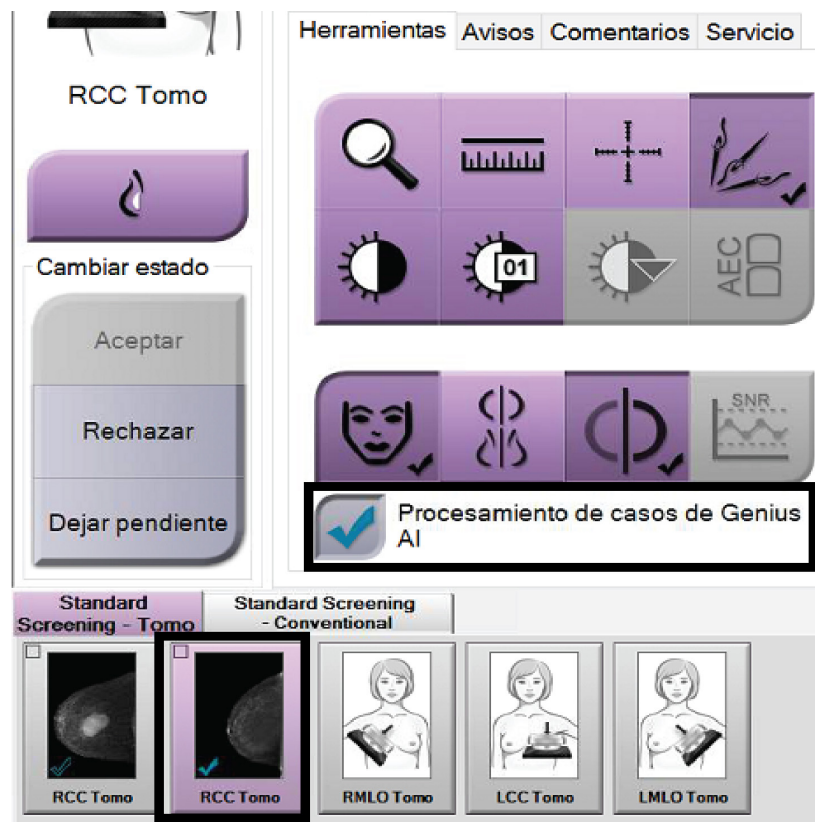 RCC Tomo
Cambiar estado
Aceptar
Rechazar
Dejar pendiente
Herramientas
Avisos
Comentarios
Servicio
01
AEC
SNR
Procesamiento de casos de Genius
AI
Standard
Screening - Tomo
Standard Screening
- Conventional
RCC Tomo
RCC Tomo
RMLO Tomo
LCC Tomo
LMLO Tomo